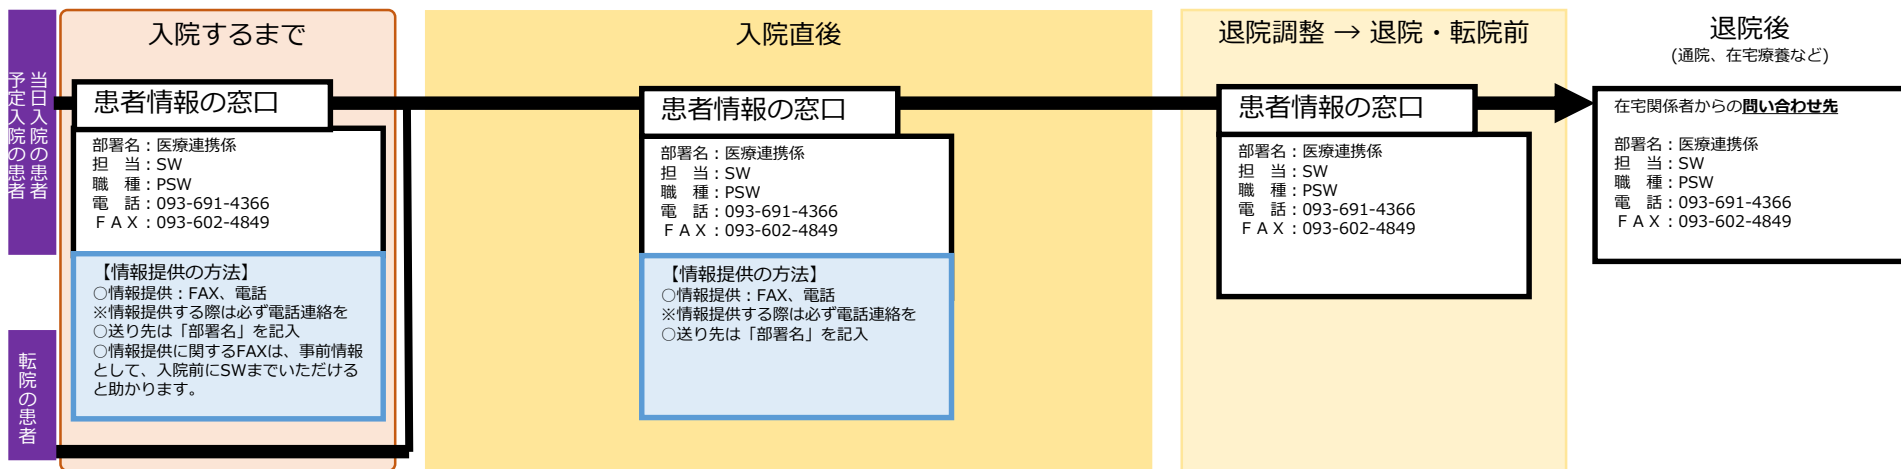 当日入院の患者
予定入院の患者
転院の患者
入院するまで
患者情報の窓口
部署名：医療連携係
担　当：SW
職　種：PSW
電　話：093-691-4366
ＦＡＸ：093-602-4849
【情報提供の方法】
○情報提供：FAX、電話
※情報提供する際は必ず電話連絡を
○送り先は「部署名」を記入
○情報提供に関するFAXは、事前情報
として、入院前にSWまでいただける
と助かります。
入院直後
患者情報の窓口
部署名：医療連携係
担　当：SW
職　種：PSW
電　話：093-691-4366
ＦＡＸ：093-602-4849
【情報提供の方法】
○情報提供：FAX、電話
※情報提供する際は必ず電話連絡を
○送り先は「部署名」を記入
退院調整 → 退院・転院前
患者情報の窓口
部署名：医療連携係
担　当：SW
職　種：PSW
電　話：093-691-4366
ＦＡＸ：093-602-4849
退院後
(通院、在宅療養など)
在宅関係者からの問い合わせ先
部署名：医療連携係
担　当：SW
職　種：PSW
電　話：093-691-4366
ＦＡＸ：093-602-4849